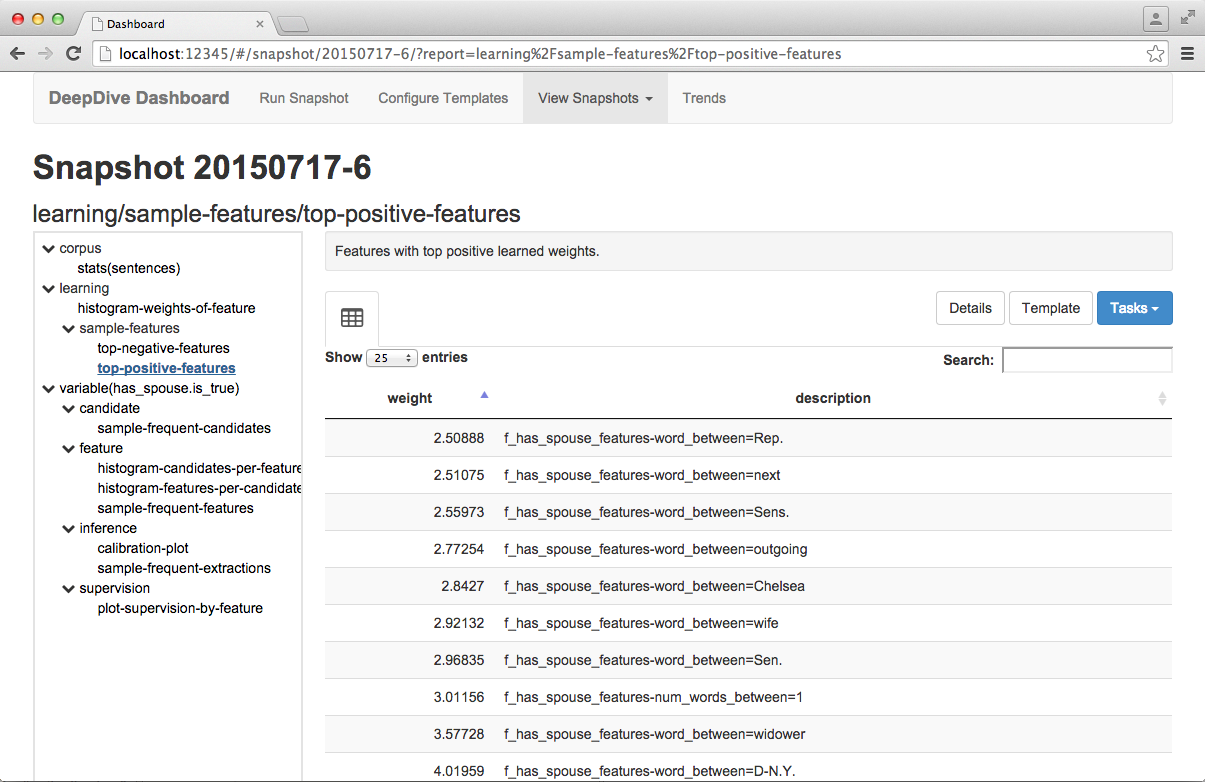 Dashboard
localhost:12345/#/snapshot/20150717-6/?report=learning%2Fsample-features%2Ftop-positive-features
DeepDive Dashboard Run Snapshot Configure Templates View Snapshots Trends
Snapshot 20150717-6
learning/sample-features/top-positive-features
corpus
stats(sentences)
learning
histogram-weights-of-feature
sample-features
top-negative-features
top-positive-features
variable(has_spouse.is_true)
candidate
sample-frequent-candidates
feature
histogram-candidates-per-feature
histogram-features-per-candidate
sample-frequent-features
inference
calibration-plot
sample-frequent-extractions
supervision
plot-supervision-by-feature
Features with top positive learned weights.
Details Template Tasks
Show 25 entries Search:
weight description
2.50888 f_has_spouse_features-word_between=Rep.
2.51075 f_has_spouse_features-word_between=next
2.55973 f_has_spouse_features-word_between=Sens.
2.77254 f_has_spouse_features-word_between=outgoing
2.8427 f_has_spouse_features-word_between=Chelsea
2.92132 f_has_spouse_features-word_between=wife
2.96835 f_has_spouse_features-word_between=Sen.
3.01156 f_has_spouse_features-num_words_between=1
3.57728 f_has_spouse_features-word_between=widower
4.01959 f_has_spouse_features-word_between=D-N.Y.